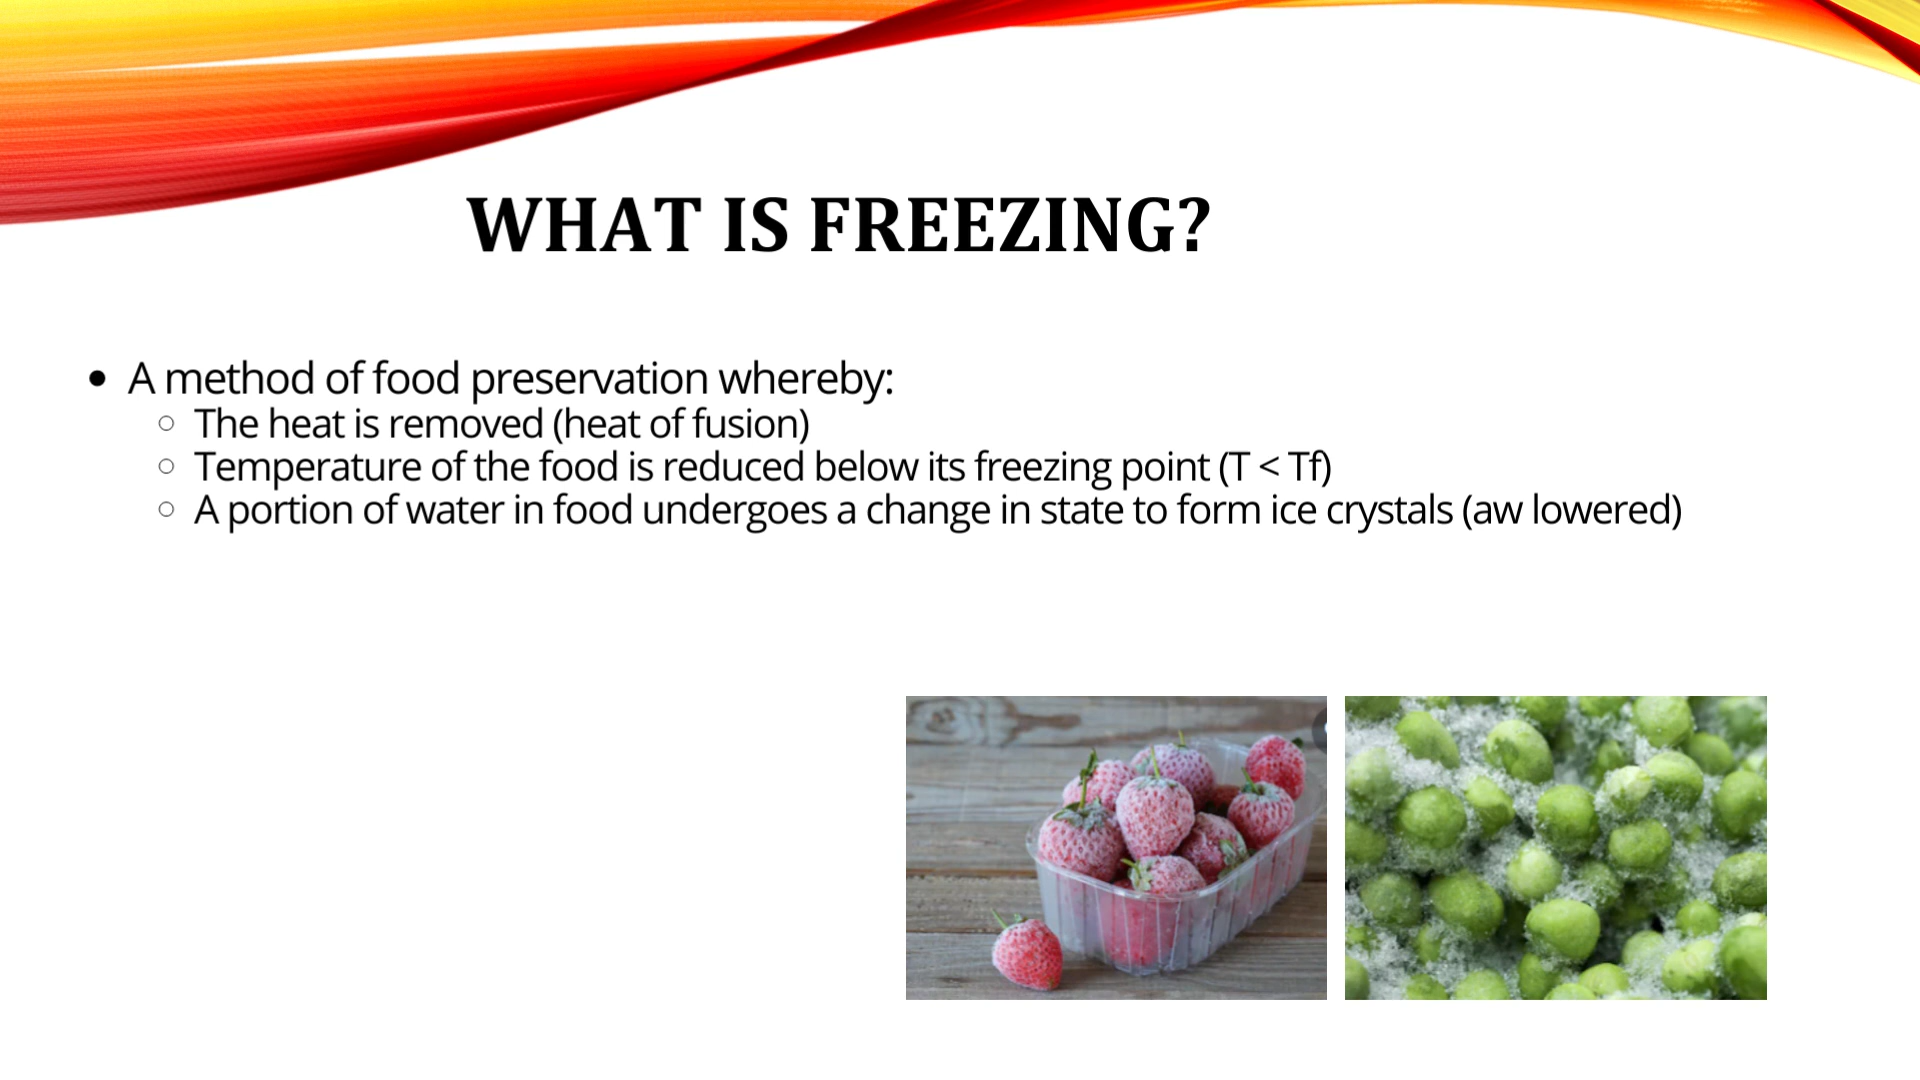 WHAT IS FREEZING?
• A method of food preservation whereby:
○ The heat is removed (heat of fusion)
○ Temperature of the food is reduced below its freezing point (T < Tf)
○ A portion of water in food undergoes a change in state to form ice crystals (aw lowered)